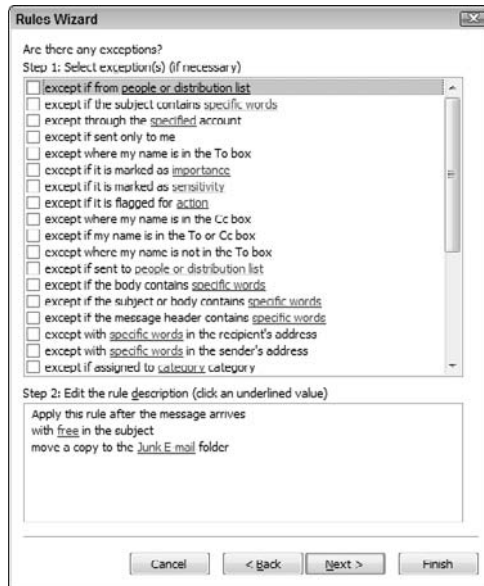 Rules Wizard
Are there any exceptions?
Step 1: Select exception(s) (if necessary)
except if from people or distribution list
except if the subject contains specific words
except through the specified account
except if sent only to me
except where my name is in the To box
except if it is marked as importance
except if it is marked as sensitivity
except if it is flagged for action
except where my name is in the Cc box
except if my name is in the To or Cc box
except where my name is not in the To box
except if sent to people or distribution list
except if the body contains specific words
except if the subject or body contains specific words
except if the message header contains specific words
except with specific words in the recipient's address
except with specific words in the sender's address
except if assigned to category category
Step 2: Edit the rule description (click an underlined value)
Apply this rule after the message arrives
with free in the subject
move a copy to the Junk E mail folder
Cancel
< Back
Next >
Finish